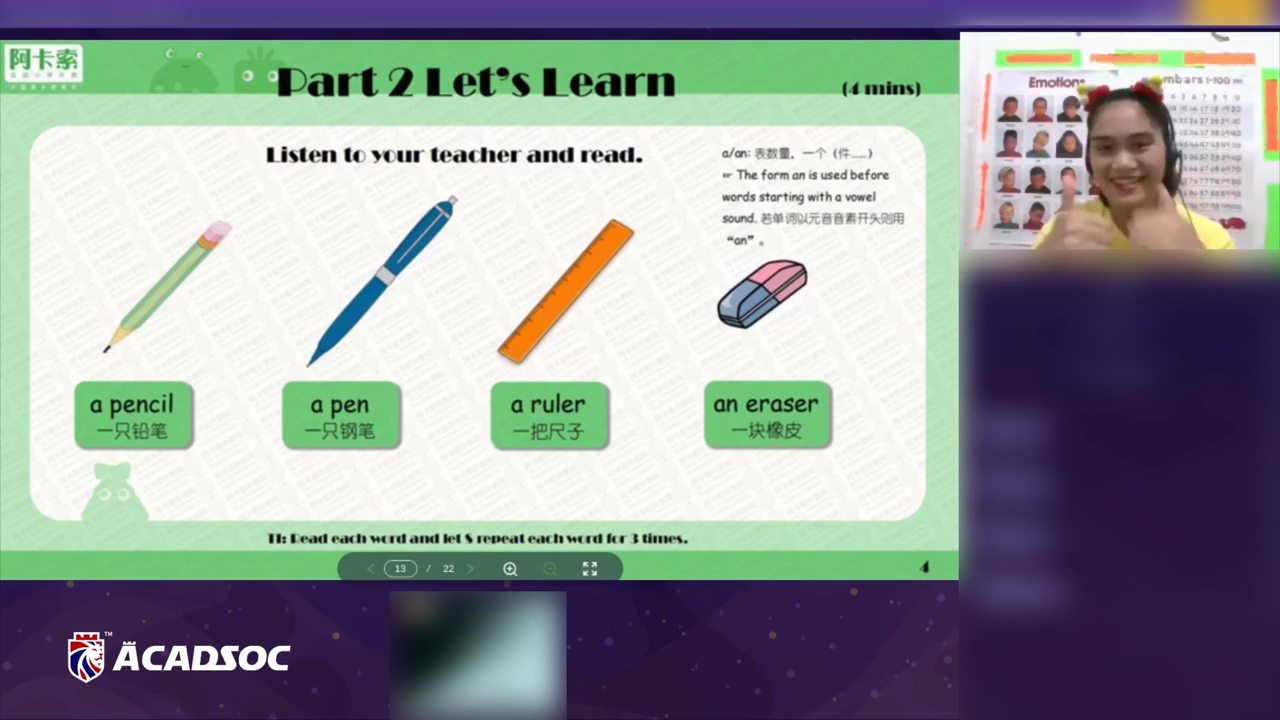 阿卡索
Part 2 Let's Learn
(4 mins)
Listen to your teacher and read.
a/an: 表数量，一个（件……）
☞ The form an is used before
words starting with a vowel
sound. 若单词以元音音素开头则用
“an” 。
a pencil
一只铅笔
a pen
一只钢笔
a ruler
一把尺子
an eraser
一块橡皮
TI: Read each word and let S repeat each word for 3 times.
13 / 22
4
Emotions
1-100
ACADSOC
TM